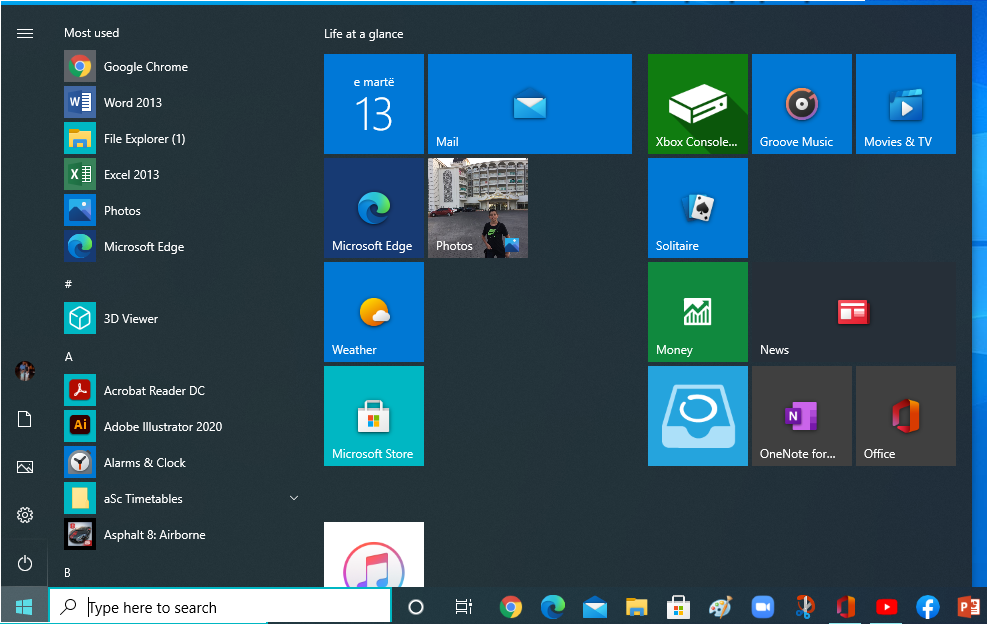 Most used
Google Chrome
Word 2013
File Explorer (1)
Excel 2013
Photos
Microsoft Edge
#
3D Viewer
A
Acrobat Reader DC
Ai
Adobe Illustrator 2020
Alarms & Clock
aSc Timetables
Asphalt 8: Airborne
B
Life at a glance
e martë
13
Mail
Microsoft Edge
Photos
Weather
Microsoft Store
Xbox Console...
Groove Music
Movies & TV
Solitaire
Money
News
N
OneNote for...
Office
Type here to search